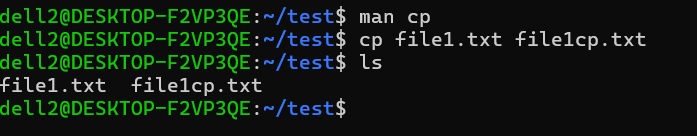 dell2@DESKTOP-F2VP3QE:~/test$ man cp
dell2@DESKTOP-F2VP3QE:~/test$ cp file1.txt file1cp.txt
dell2@DESKTOP-F2VP3QE:~/test$ ls
file1.txt  file1cp.txt
dell2@DESKTOP-F2VP3QE:~/test$